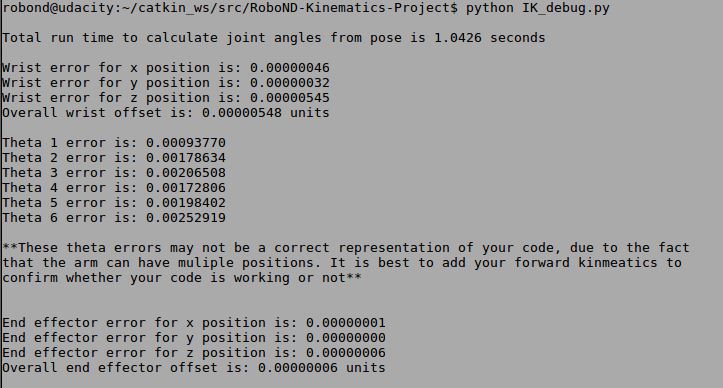 robond@udacity:~/catkin_ws/src/RoboND-Kinematics-Project$ python IK_debug.py
Total run time to calculate joint angles from pose is 1.0426 seconds
Wrist error for x position is: 0.00000046
Wrist error for y position is: 0.00000032
Wrist error for z position is: 0.00000545
Overall wrist offset is: 0.00000548 units
Theta 1 error is: 0.00093770
Theta 2 error is: 0.00178634
Theta 3 error is: 0.00206508
Theta 4 error is: 0.00172806
Theta 5 error is: 0.00198402
Theta 6 error is: 0.00252919
**These theta errors may not be a correct representation of your code, due to the fact
that the arm can have muliple positions. It is best to add your forward kinmeatics to
confirm whether your code is working or not**
End effector error for x position is: 0.00000001
End effector error for y position is: 0.00000000
End effector error for z position is: 0.00000006
Overall end effector offset is: 0.00000006 units